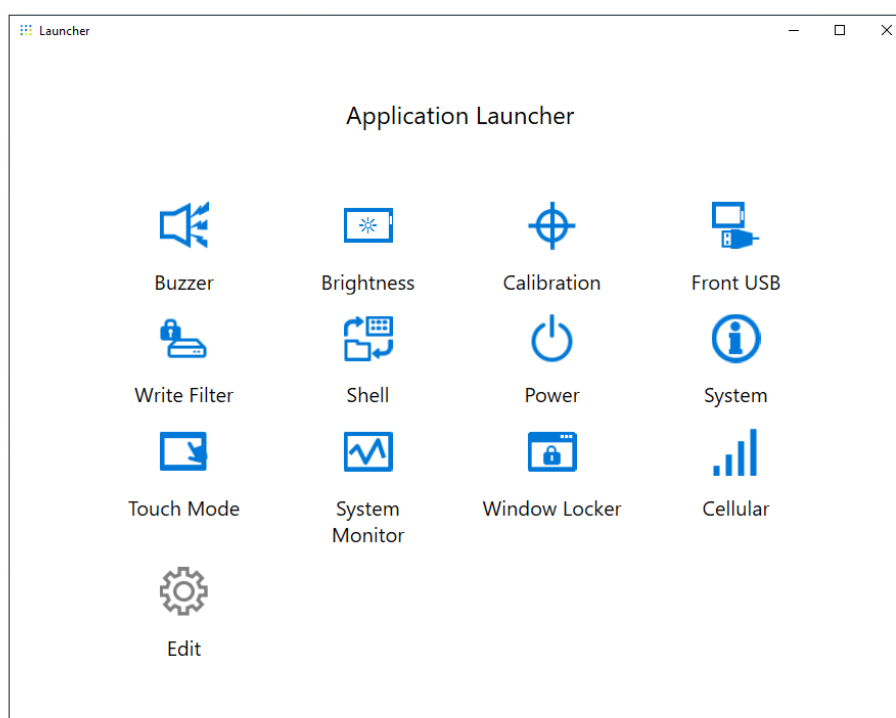 Launcher
Application Launcher
Buzzer
Brightness
Calibration
Front USB
Write Filter
Shell
Power
System
Touch Mode
System
Monitor
Window Locker
Cellular
Edit